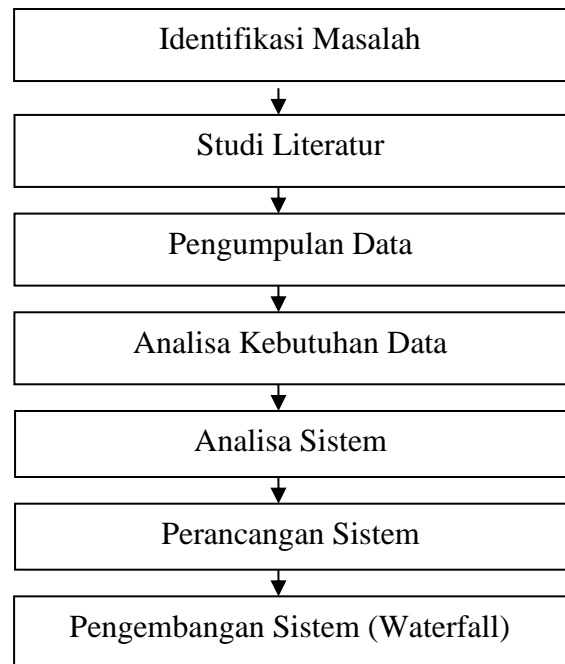 Identifikasi Masalah
Studi Literatur
Pengumpulan Data
Analisa Kebutuhan Data
Analisa Sistem
Perancangan Sistem
Pengembangan Sistem (Waterfall)